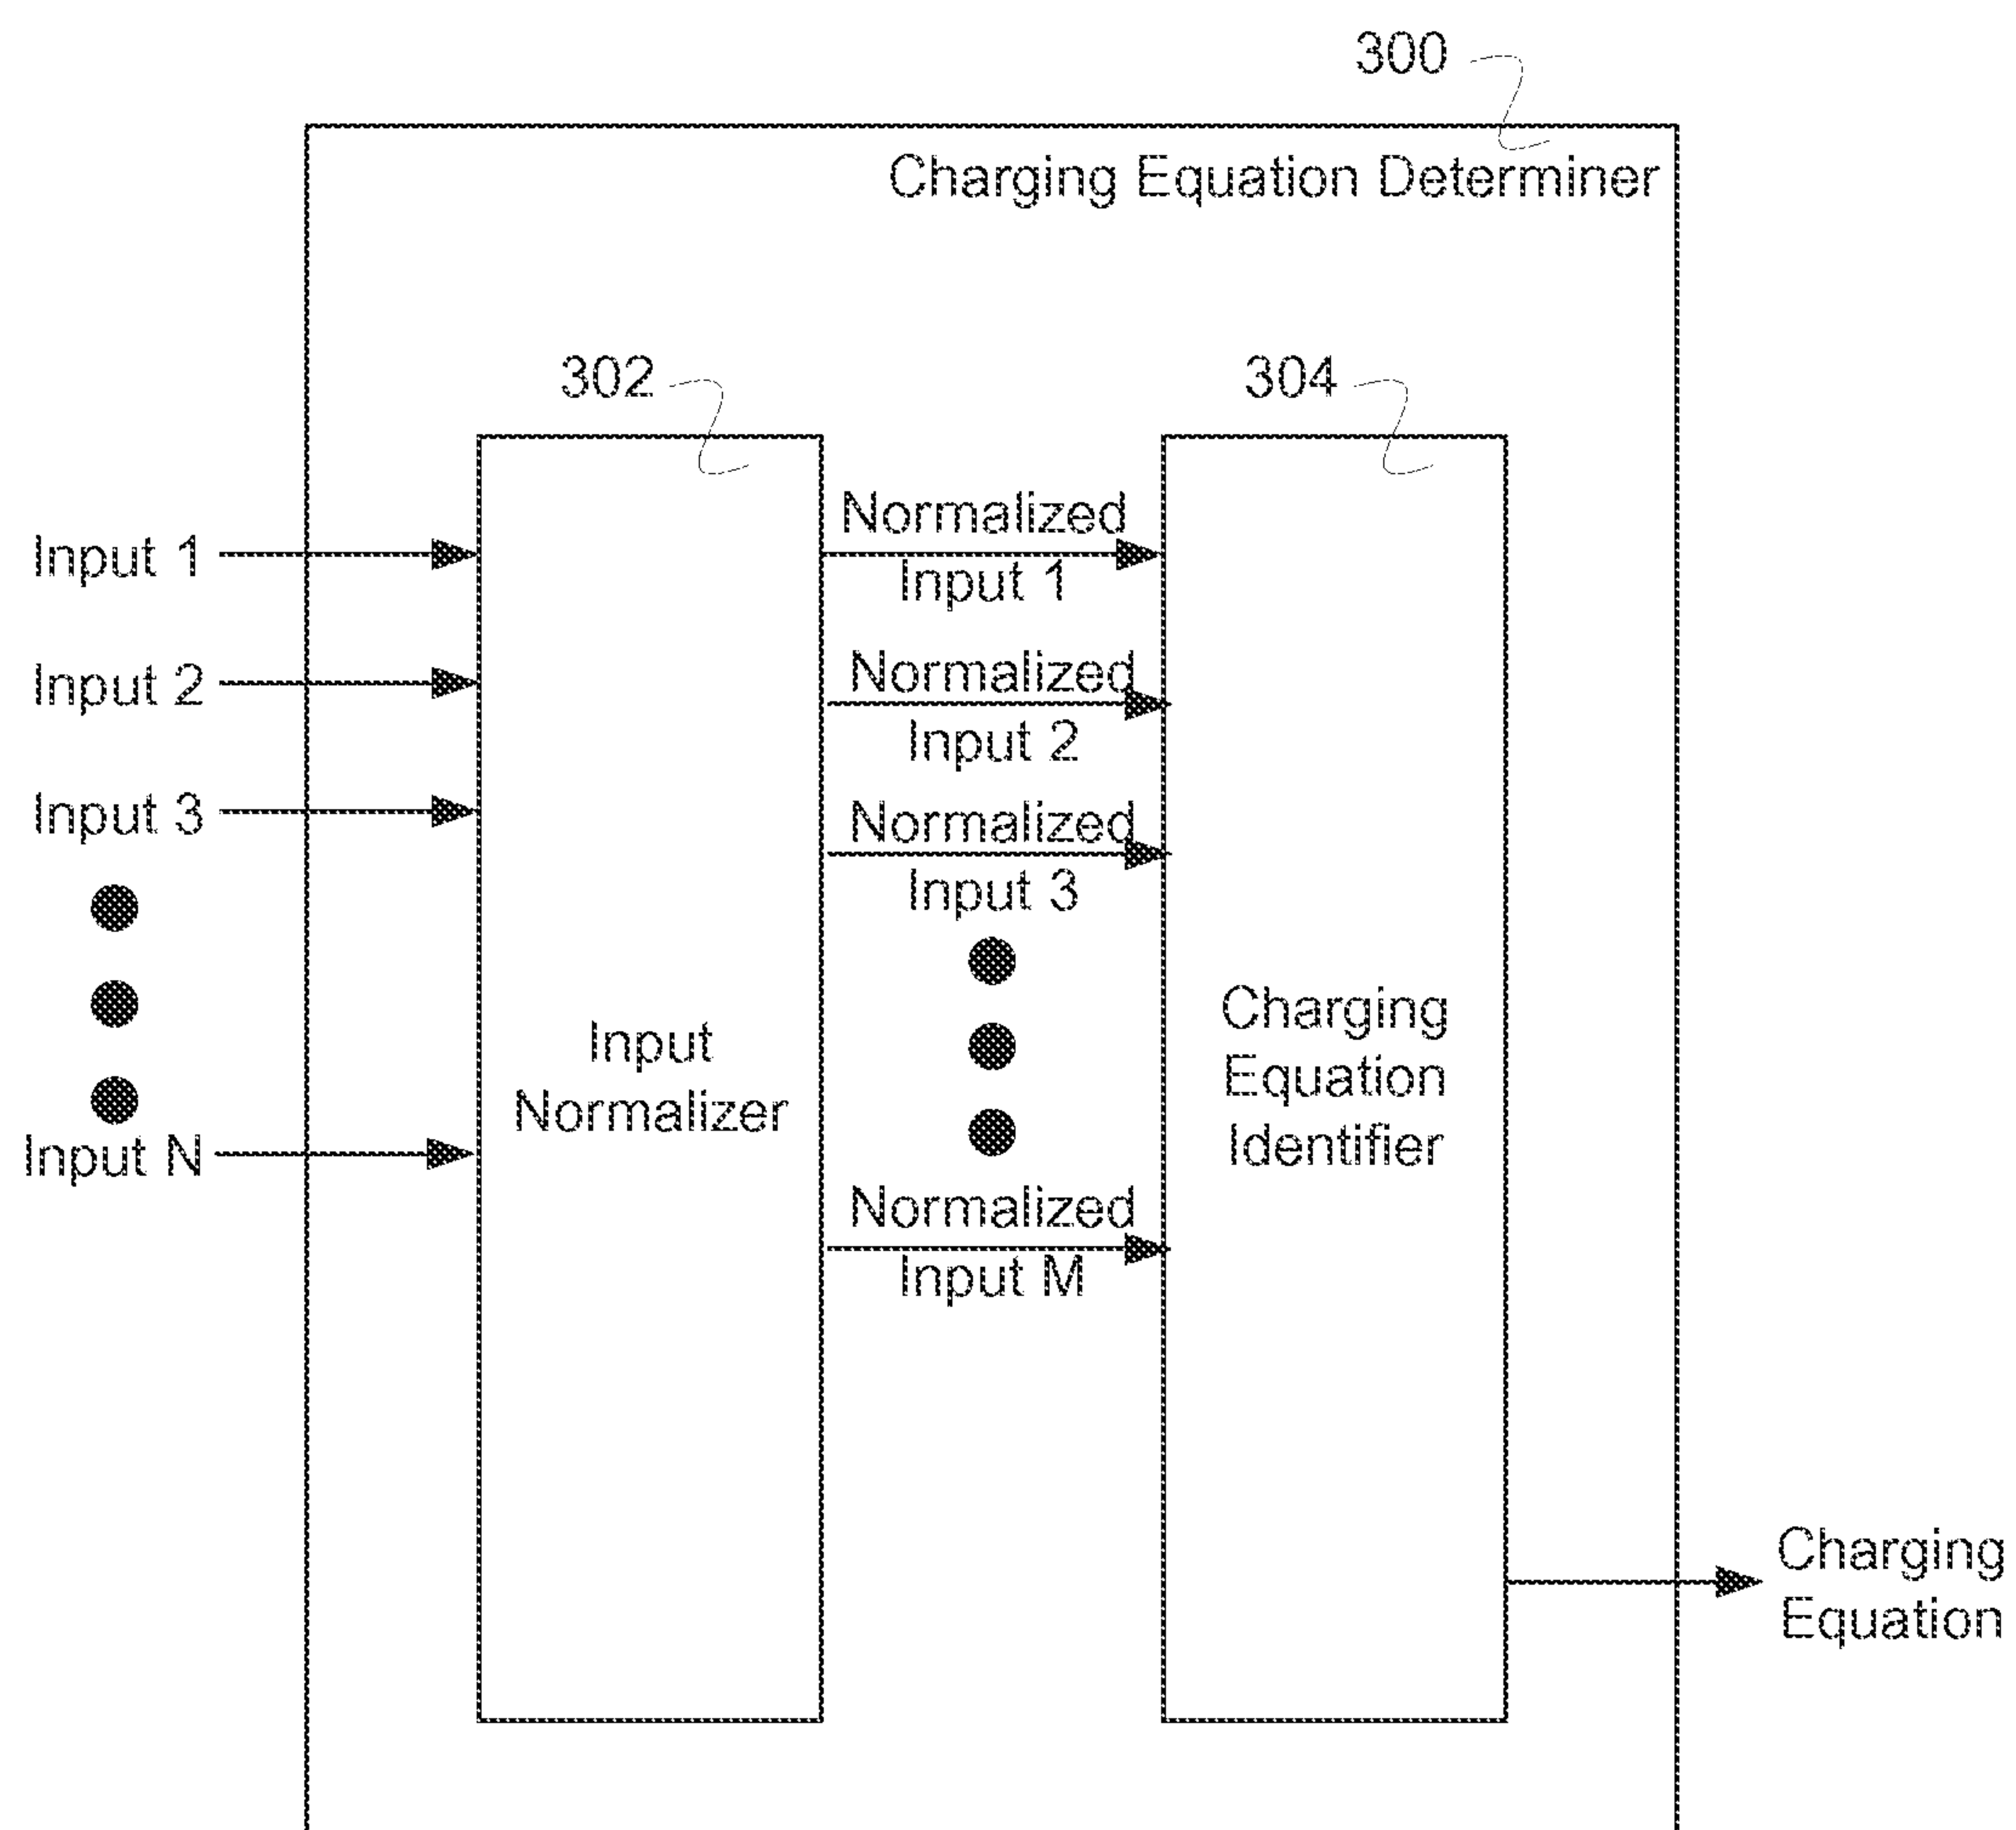 300
Charging Equation Determiner
302
304
Input 1
Input 2
Input 3
Input N
Input
Normalizer
Normalized
Input 1
Normalized
Input 2
Normalized
Input 3
Normalized
Input M
Charging
Equation
Identifier
Charging
Equation